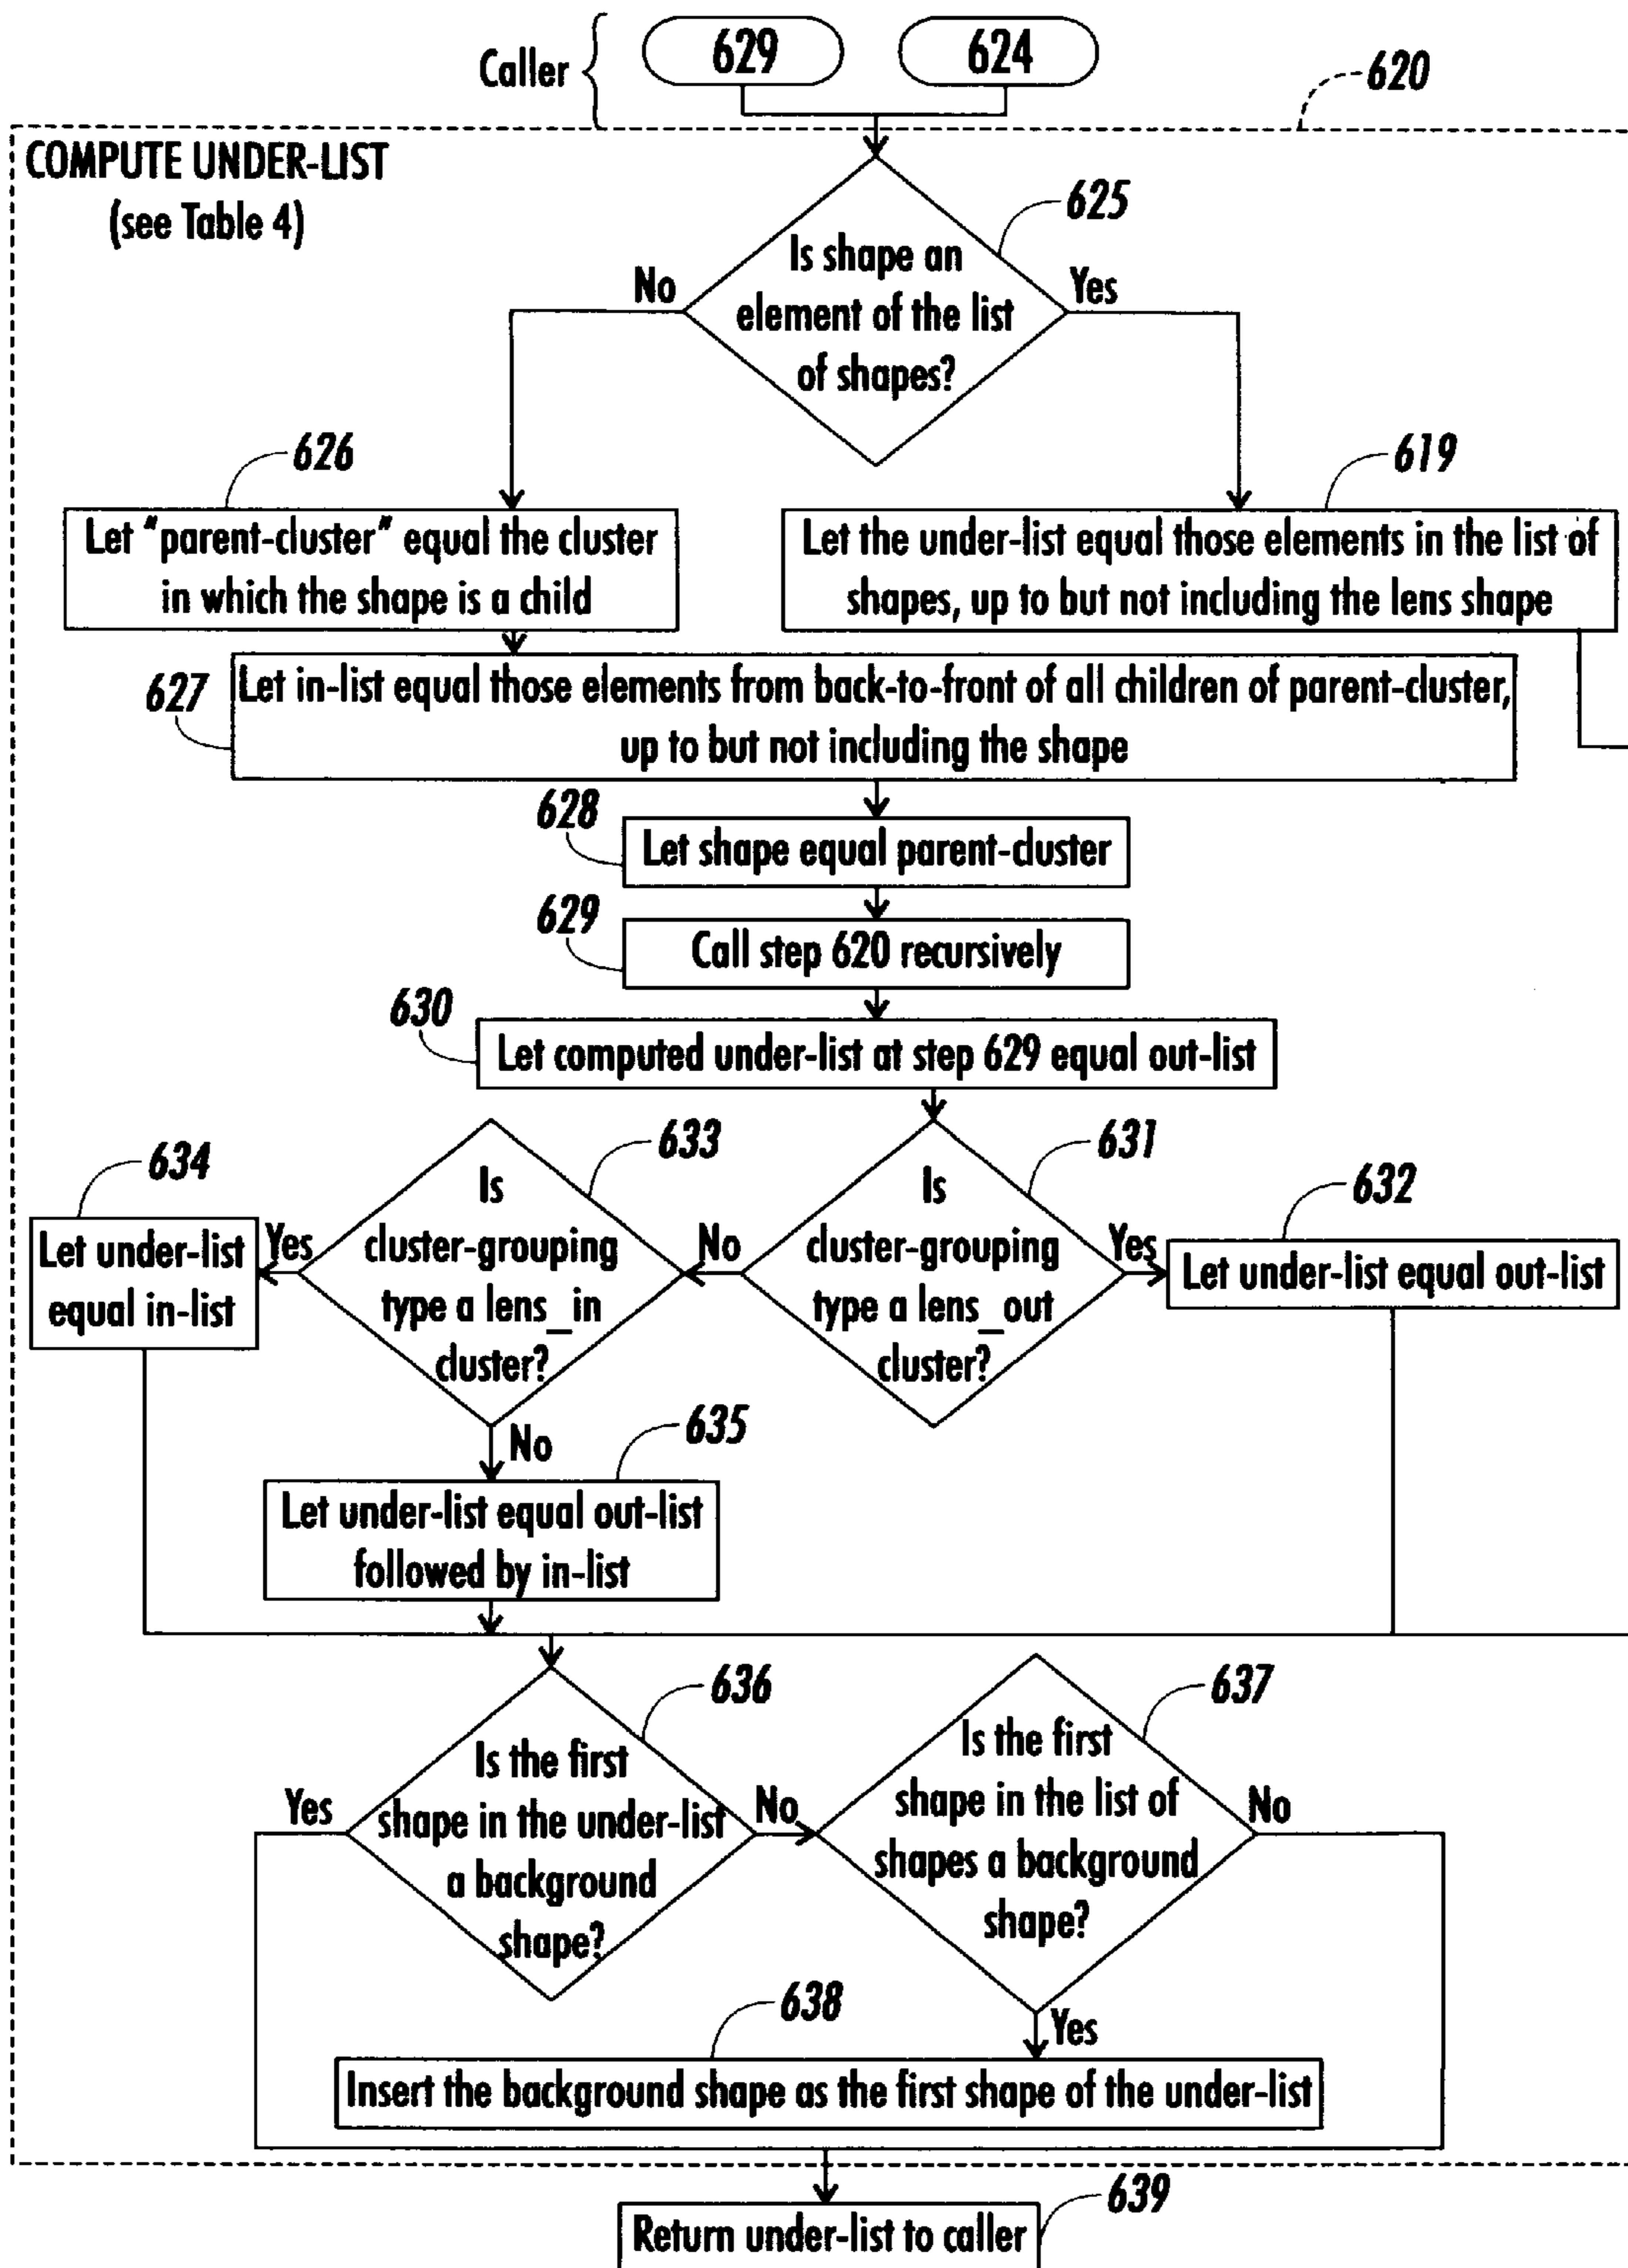 Caller
629
624
620
COMPUTE UNDER-LIST
(see Table 4)
625
Is shape an
element of the list
of shapes?
No
Yes
626
619
Let "parent-cluster" equal the cluster
in which the shape is a child
Let the under-list equal those elements in the list of
shapes, up to but not including the lens shape
627
Let in-list equal those elements from back-to-front of all children of parent-cluster,
up to but not including the shape
628
Let shape equal parent-cluster
629
Call step 620 recursively
630
Let computed under-list at step 629 equal out-list
634
633
631
632
Let under-list
equal in-list
Yes
Is
cluster-grouping
type a lens_in
cluster?
No
Is
cluster-grouping
type a lens_out
cluster?
Yes
Let under-list equal out-list
No
635
Let under-list equal out-list
followed by in-list
636
637
Yes
Is the first
shape in the under-list
a background
shape?
No
Is the first
shape in the list of
shapes a background
shape?
No
638
Yes
Insert the background shape as the first shape of the under-list
639
Return under-list to caller